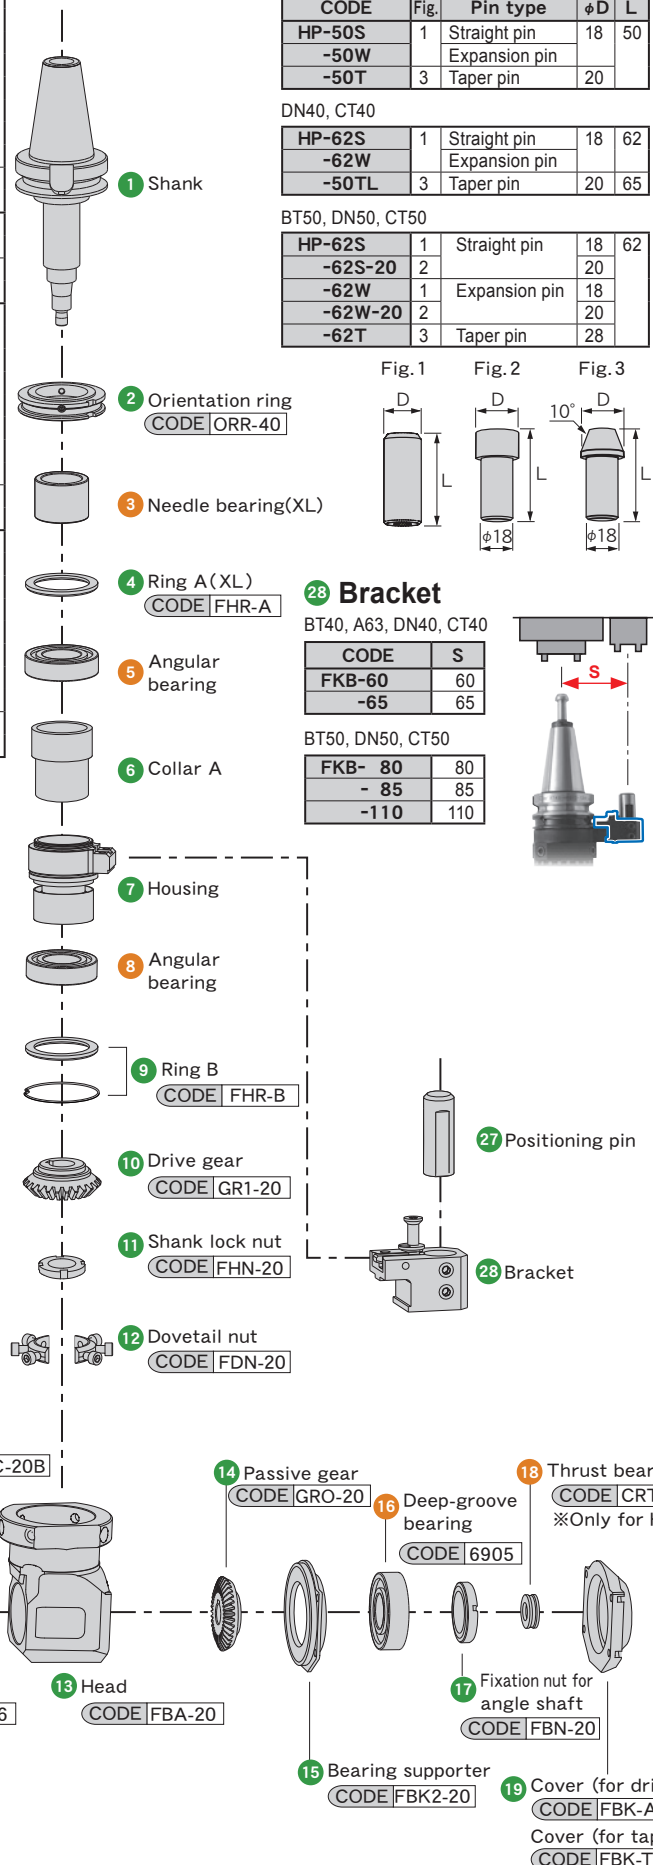 CODE Fig. Pin type φD L
HP-50S 1 Straight pin 18 50
-50W Expansion pin
-50T 3 Taper pin 20
DN40, CT40
HP-62S 1 Straight pin 18 62
-62W Expansion pin
-50TL 3 Taper pin 20 65
BT50, DN50, CT50
HP-62S 1 Straight pin 18 62
-62S-20 2 20
-62W 1 Expansion pin 18
-62W-20 2 20
-62T 3 Taper pin 28
1 Shank
Fig.1 Fig.2 Fig.3
D D D
10°
L L L
φ18 φ18
2 Orientation ring
CODE ORR-40
3 Needle bearing(XL)
4 Ring A(XL)
CODE FHR-A
5 Angular
bearing
6 Collar A
28 Bracket
BT40, A63, DN40, CT40
CODE S
FKB-60 60
-65 65
BT50, DN50, CT50
FKB- 80 80
- 85 85
-110 110
S
7 Housing
8 Angular
bearing
9 Ring B
CODE FHR-B
10 Drive gear
CODE GR1-20
11 Shank lock nut
CODE FHN-20
12 Dovetail nut
CODE FDN-20
27 Positioning pin
28 Bracket
C-20B
14 Passive gear
CODE GRO-20
16 Deep-groove
bearing
CODE 6905
18 Thrust bear
CODE CRT
※Only for
13 Head
6
CODE FBA-20
17 Fixation nut for
angle shaft
CODE FBN-20
15 Bearing supporter
CODE FBK2-20
19 Cover (for dri
CODE FBK-A
Cover (for tap
CODE FBK-T